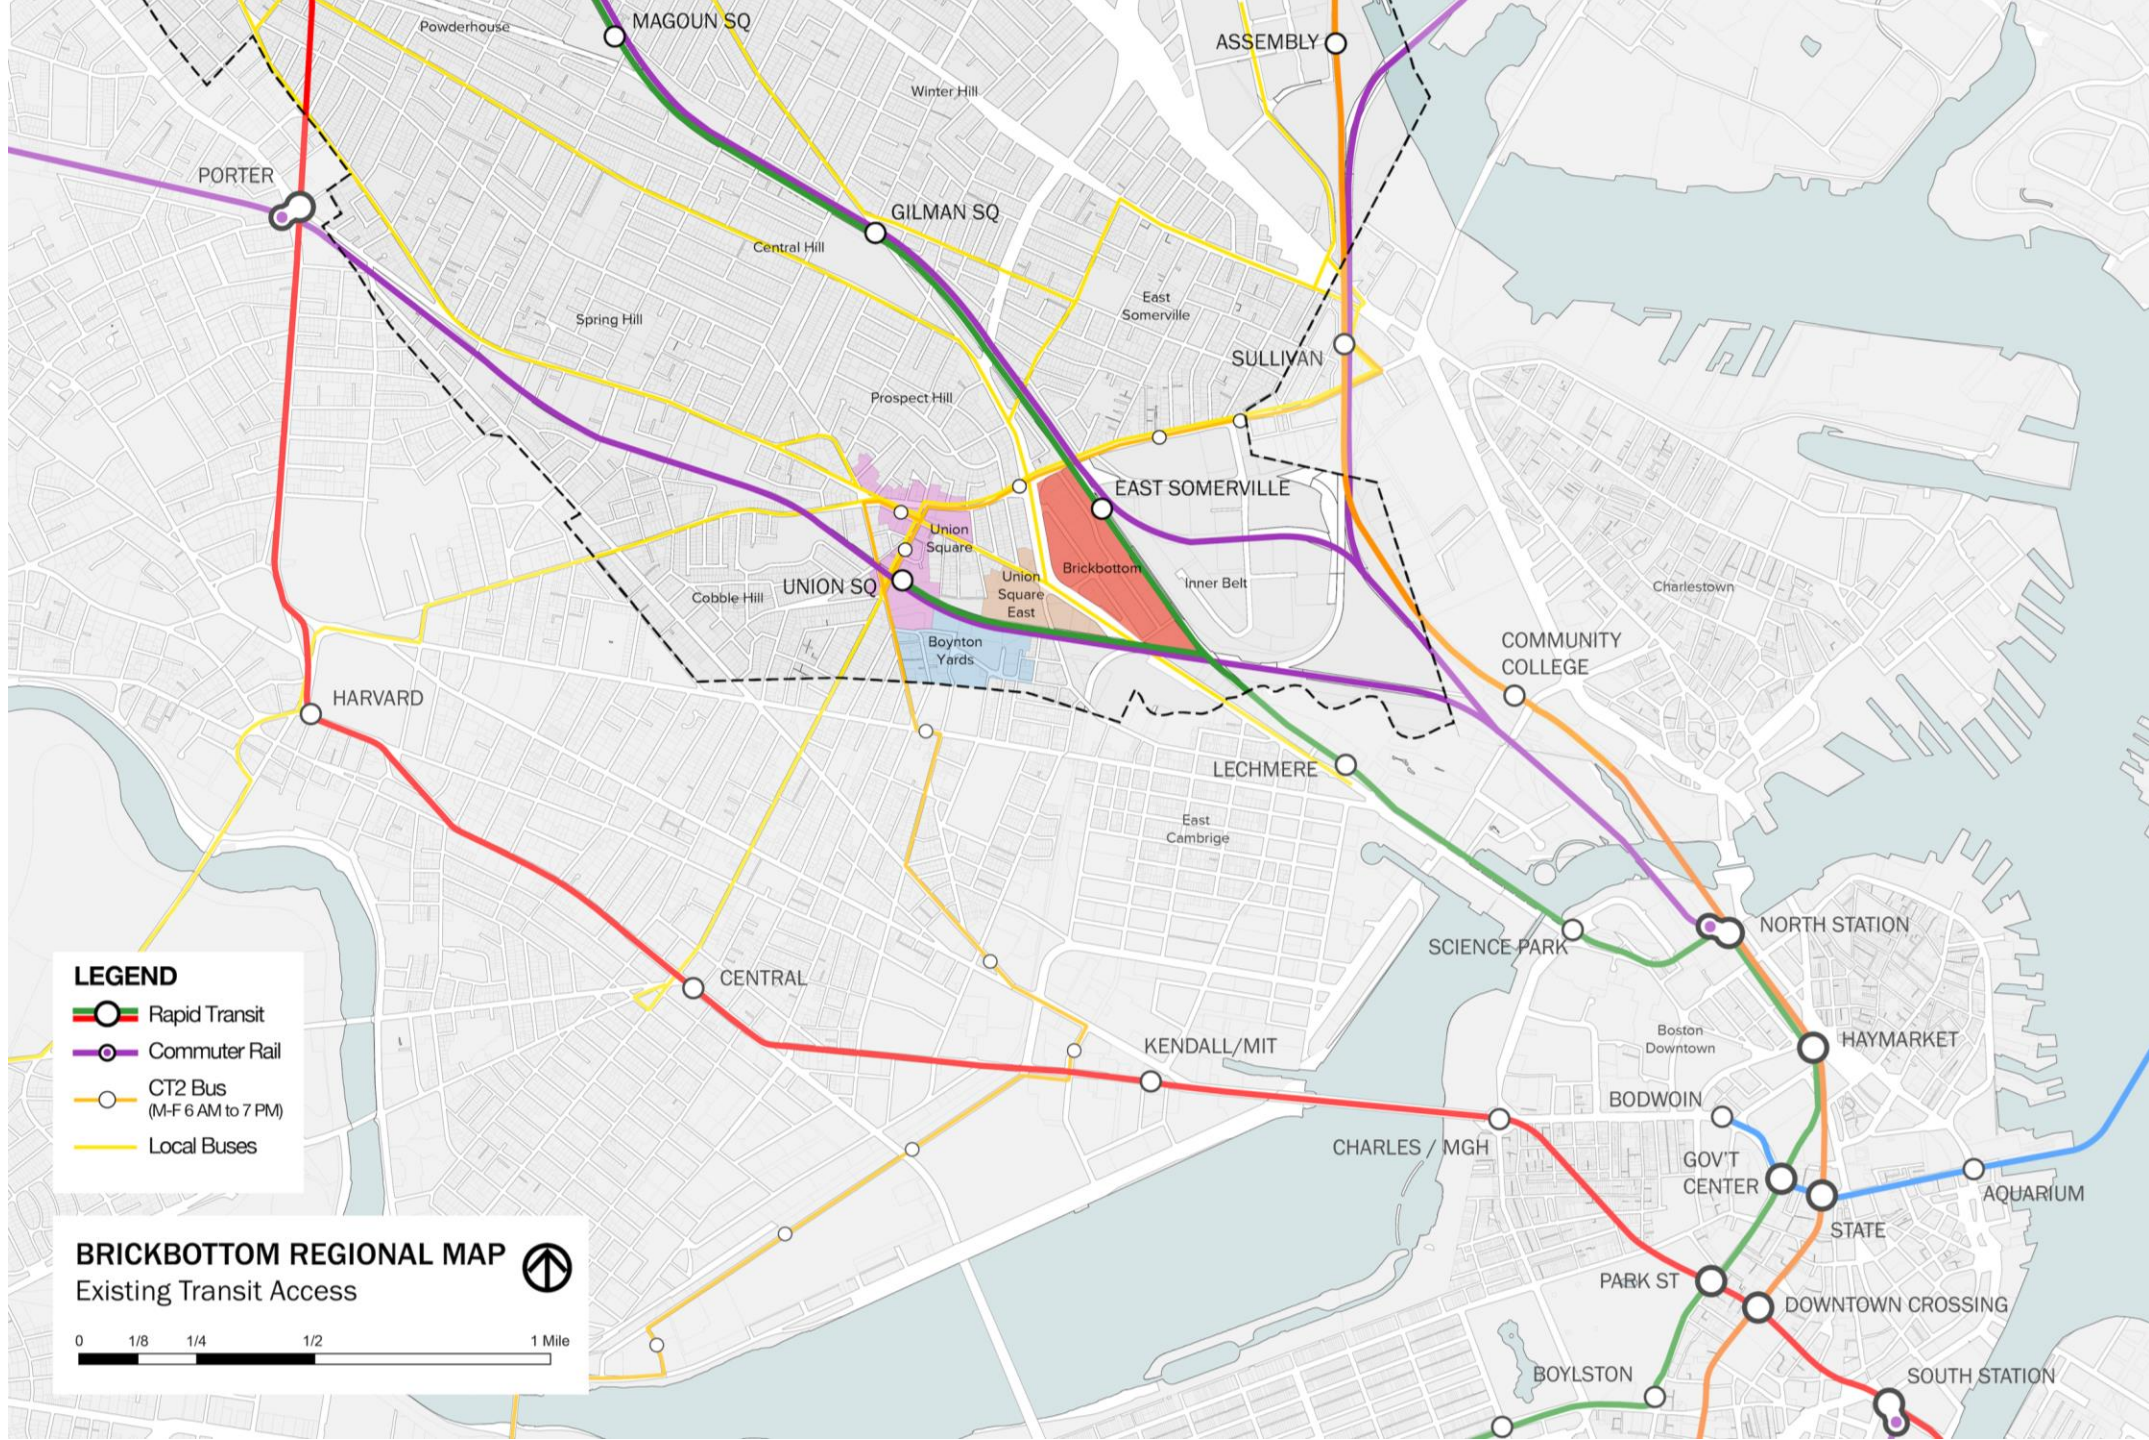 MAGOUN SQ
Powderhouse
ASSEMBLY
Winter Hill
PORTER
GILMAN SQ
Central Hill
East
Somerville
Spring Hill
SULLIVAN
Prospect Hill
EAST SOMERVILLE
Union
Square
Brickbottom
Inner Belt
UNION SQ
Cobble Hill
Union
Square
East
Charlestown
Boynton
Yards
COMMUNITY
COLLEGE
HARVARD
LECHMERE
East
Cambrige
NORTH STATION
SCIENCE PARK
CENTRAL
KENDALL/MIT
Boston
Downtown
HAYMARKET
BODWOIN
CHARLES / MGH
GOV'T
CENTER
AQUARIUM
STATE
PARK ST
DOWNTOWN CROSSING
BOYLSTON
SOUTH STATION
LEGEND
Rapid Transit
Commuter Rail
CT2 Bus
(M-F 6 AM to 7 PM)
Local Buses
BRICKBOTTOM REGIONAL MAP
Existing Transit Access
0 1/8 1/4 1/2 1 Mile